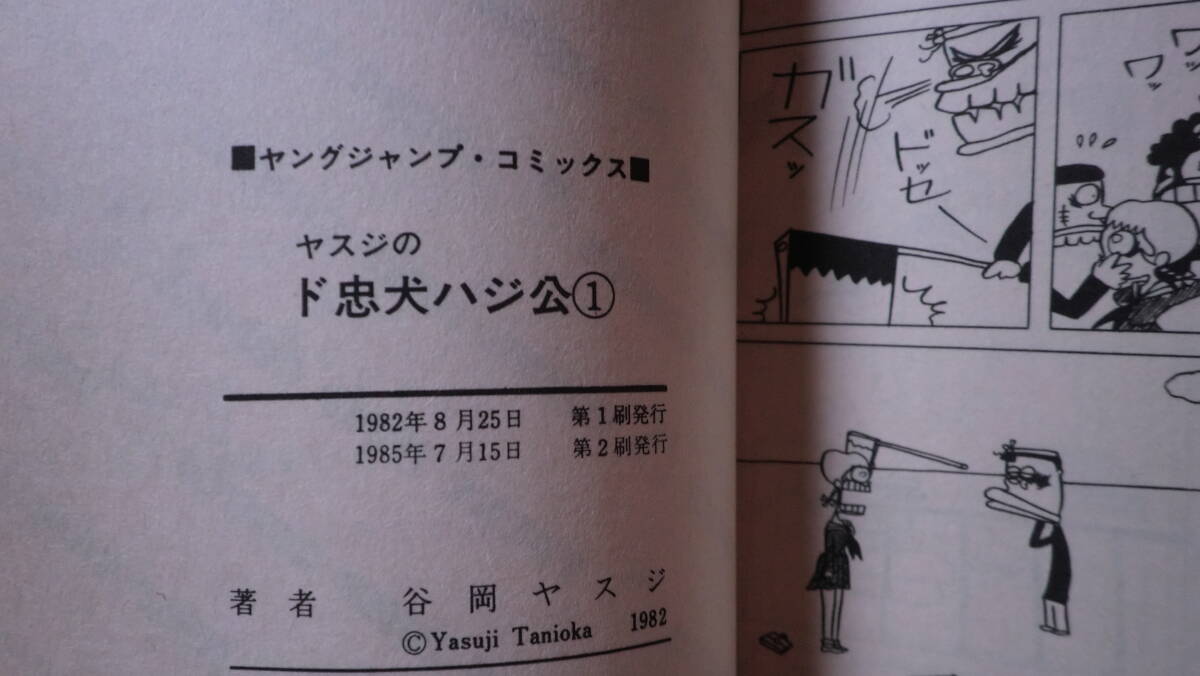 ■ヤングジャンプ・コミックス■
ヤスジの
ド忠犬ハジ公①
1982年8月25日 第1刷発行
1985年7月15日 第2刷発行
著者 谷岡ヤスジ
©Yasuji Tanioka 1982
ガスッ
ドッセ
ワッ
ワッ